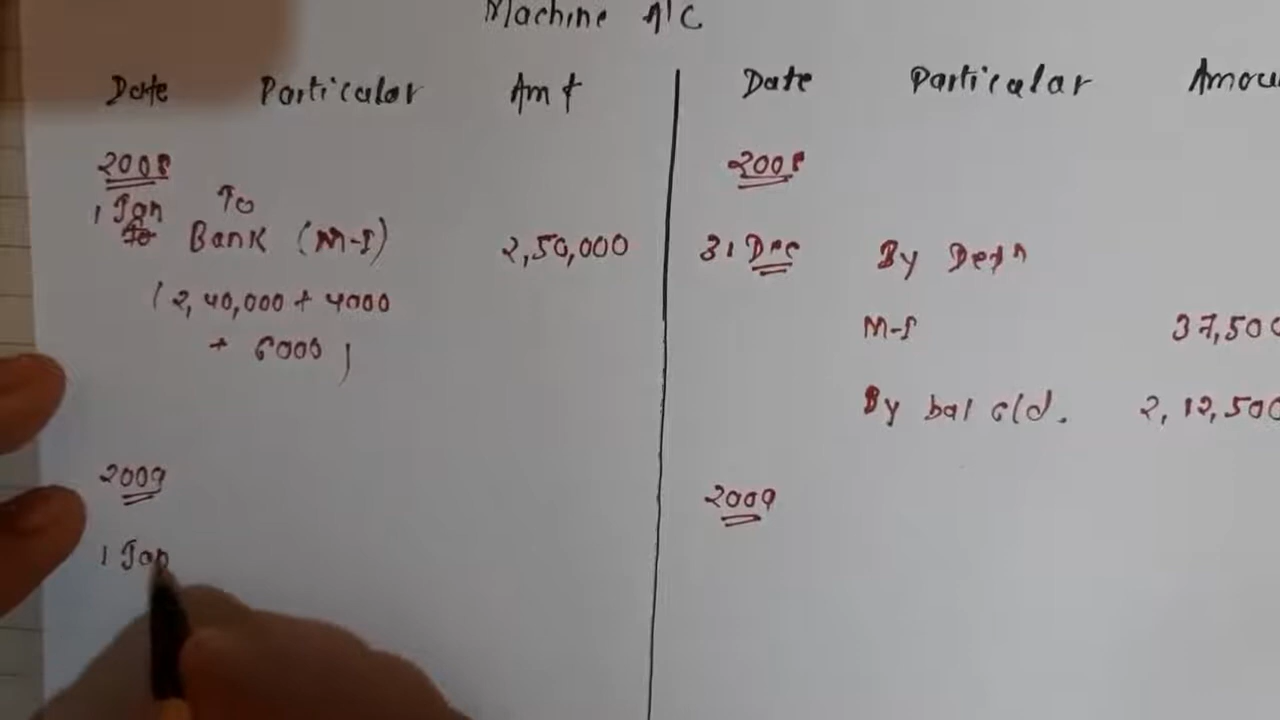 Machine A/C
Date Particular Amt Date Particular Amou
2008 2008
1 Jan To
Bank (M-I) 2,50,000 31 Dec By Depn
(2,40,000 + 4000 M-I 37,500
+ 6000) By bal c/d. 2,12,500
2009 2009
1 Jan